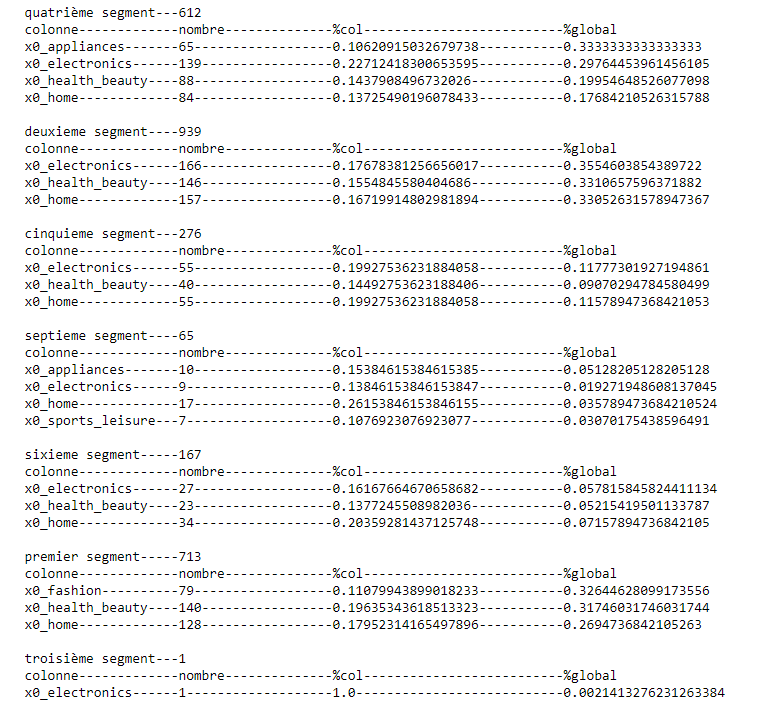 quatrième segment---612
colonne-------------nombre--------------%col--------------------------%global
x0_appliances-------65------------------0.10620915032679738-----------0.3333333333333333
x0_electronics------139-----------------0.22712418300653595-----------0.29764453961456105
x0_health_beauty----88------------------0.1437908496732026------------0.19954648526077098
x0_home-------------84------------------0.13725490196078433-----------0.17684210526315788
deuxieme segment----939
colonne-------------nombre--------------%col--------------------------%global
x0_electronics------166-----------------0.17678381256656017-----------0.3554603854389722
x0_health_beauty----146-----------------0.1554845580404686------------0.3310657596371882
x0_home-------------157-----------------0.16719914802981894-----------0.33052631578947367
cinquieme segment---276
colonne-------------nombre--------------%col--------------------------%global
x0_electronics------55------------------0.19927536231884058-----------0.11777301927194861
x0_health_beauty----40------------------0.14492753623188406-----------0.09070294784580499
x0_home-------------55------------------0.19927536231884058-----------0.11578947368421053
septieme segment----65
colonne-------------nombre--------------%col--------------------------%global
x0_appliances-------10------------------0.15384615384615385-----------0.05128205128205128
x0_electronics------9-------------------0.13846153846153847-----------0.019271948608137045
x0_home-------------17------------------0.26153846153846155-----------0.035789473684210524
x0_sports_leisure---7-------------------0.1076923076923077------------0.03070175438596491
sixieme segment-----167
colonne-------------nombre--------------%col--------------------------%global
x0_electronics------27------------------0.16167664670658682-----------0.057815845824411134
x0_health_beauty----23------------------0.1377245508982036------------0.05215419501133787
x0_home-------------34------------------0.20359281437125748-----------0.07157894736842105
premier segment-----713
colonne-------------nombre--------------%col--------------------------%global
x0_fashion----------79------------------0.11079943899018233-----------0.32644628099173556
x0_health_beauty----140-----------------0.19635343618513323-----------0.31746031746031744
x0_home-------------128-----------------0.17952314165497896-----------0.2694736842105263
troisième segment---1
colonne-------------nombre--------------%col--------------------------%global
x0_electronics------1-------------------1.0---------------------------0.0021413276231263384